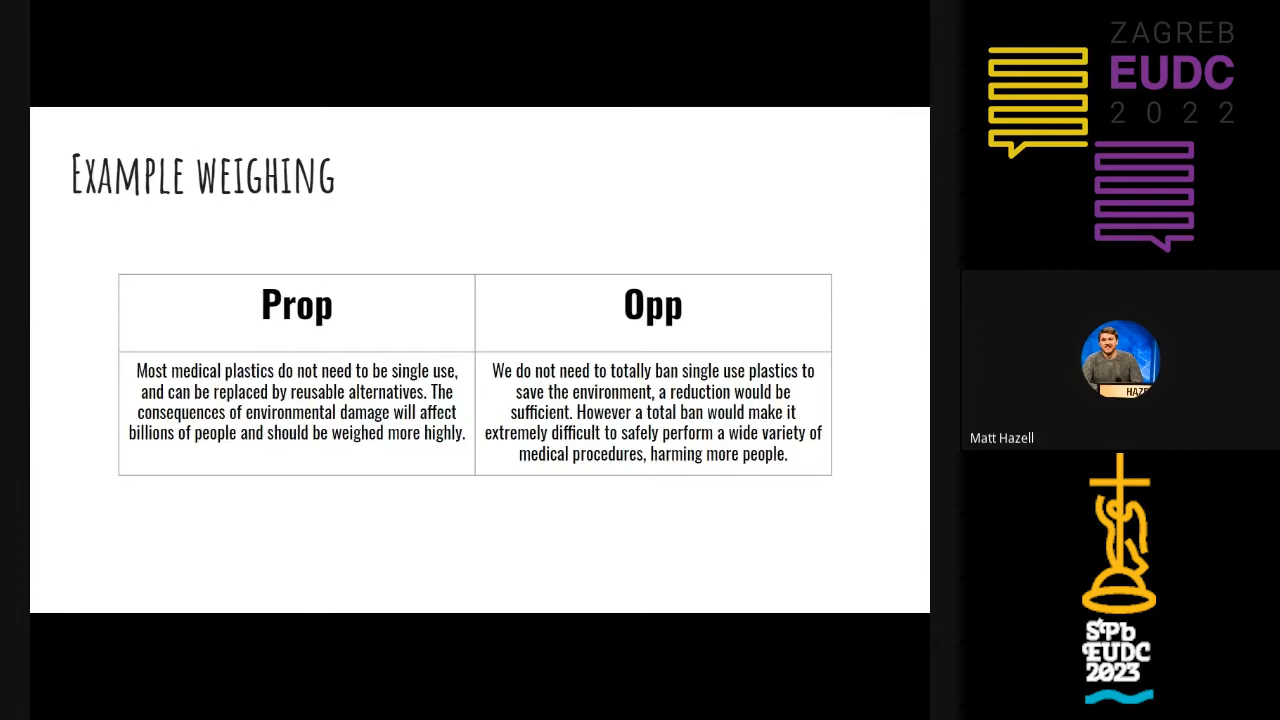 EXAMPLE WEIGHING
Prop
Most medical plastics do not need to be single use,
and can be replaced by reusable alternatives. The
consequences of environmental damage will affect
billions of people and should be weighed more highly.
Opp
We do not need to totally ban single use plastics to
save the environment, a reduction would be
sufficient. However a total ban would make it
extremely difficult to safely perform a wide variety of
medical procedures, harming more people.
ZAGREB
EUDC
2022
HAZE
Matt Hazell
StPb
EUDC
2023